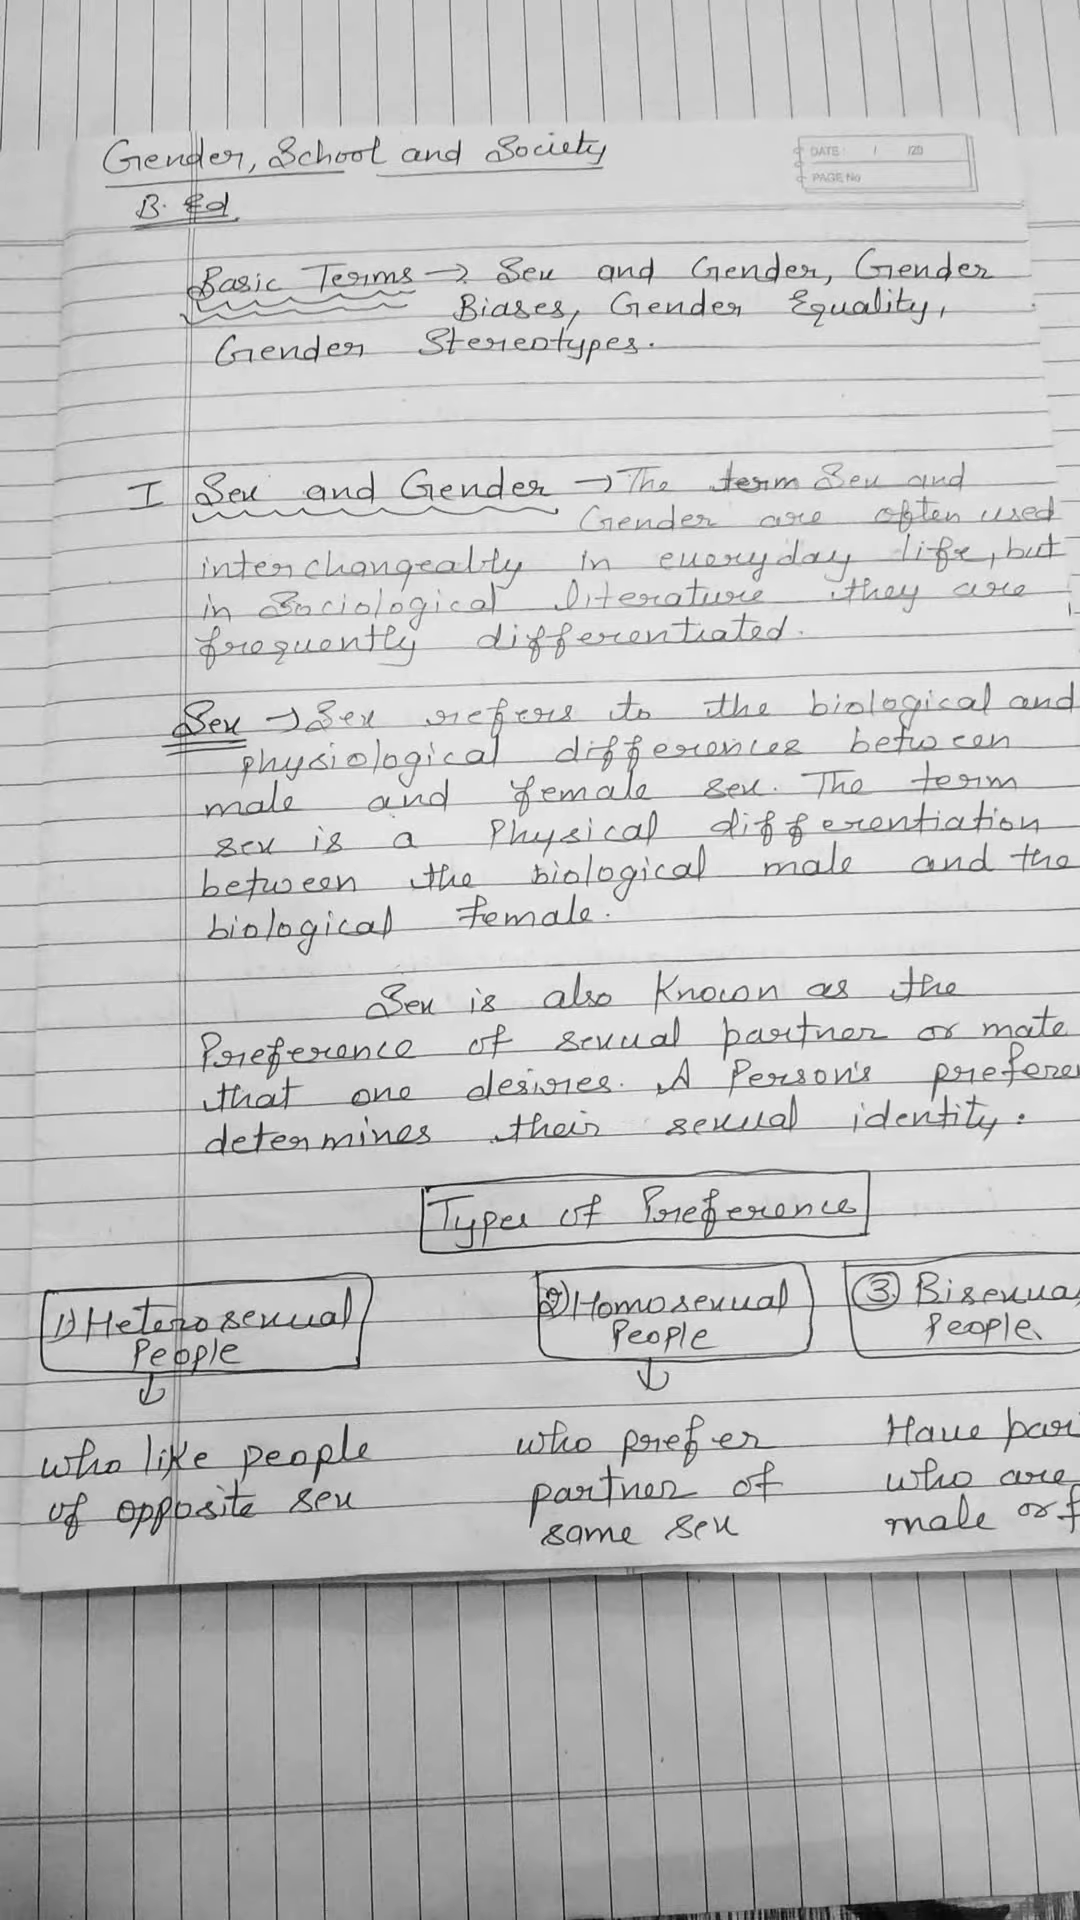 Gender, School and Society
DATE: / /20
PAGE No
B. Ed.
Basic Terms → Sex and Gender, Gender
Biases, Gender Equality,
Gender Stereotypes.
I Sex and Gender → The term Sex and
Gender are often used
interchangeably in everyday life, but
in Sociological literature they are
frequently differentiated.
Sex → Sex refers to the biological and
physiological differences between
male and female sex. The term
sex is a Physical differentiation
between the biological male and the
biological female.
Sex is also Known as the
Preference of sexual partner or mate
that one desires. A Person's prefere
determines their sexual identity.
Types of Preference
1) Heterosexual
People
2) Homosexual
People
3. Bisexua
People
who like people
of opposite sex
who prefer
partner of
same sex
Have par
who are
male or f